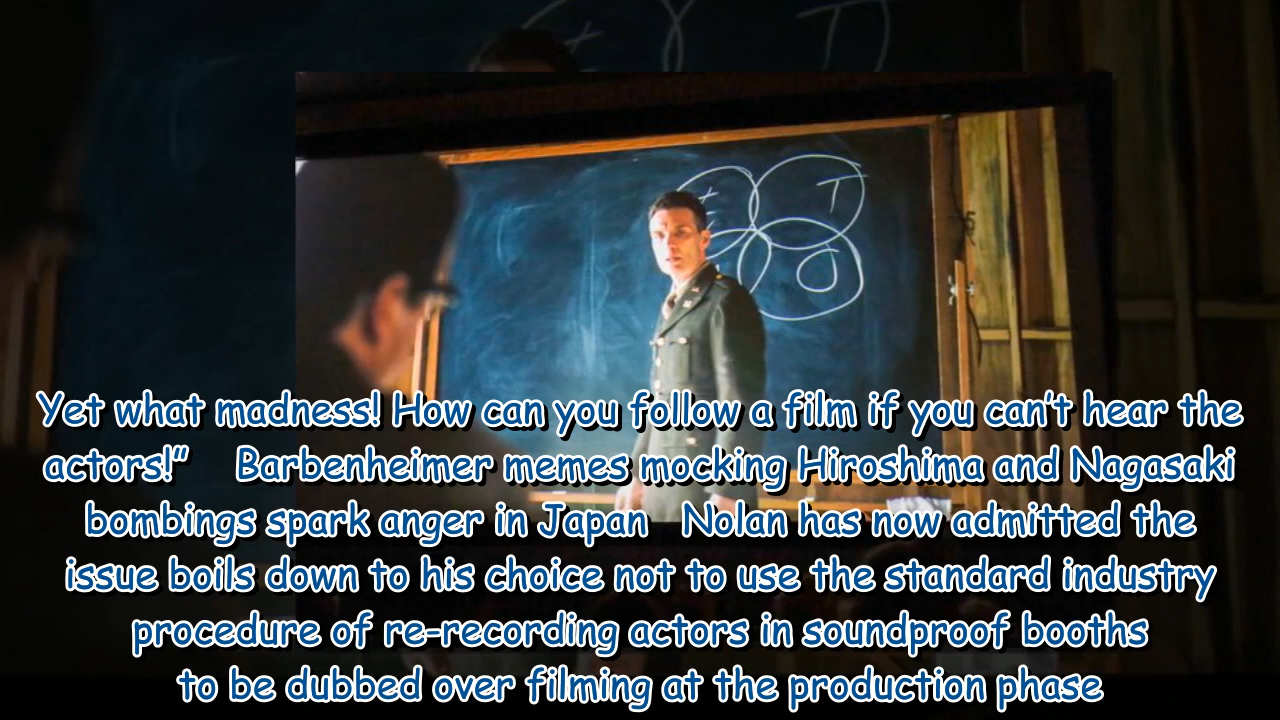 + T
+ T
J
Yet what madness! How can you follow a film if you can't hear the
actors!” Barbenheimer memes mocking Hiroshima and Nagasaki
bombings spark anger in Japan Nolan has now admitted the
issue boils down to his choice not to use the standard industry
procedure of re-recording actors in soundproof booths
to be dubbed over filming at the production phase